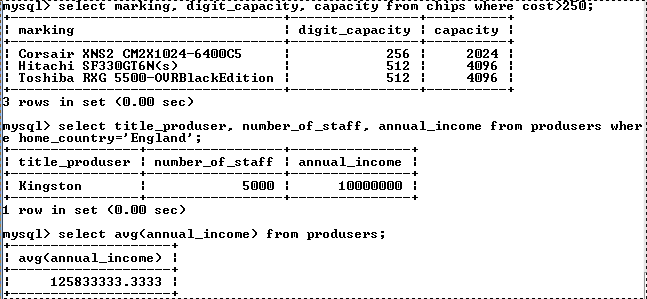 mysql> select marking, digit_capacity, capacity from chips where cost>250;
+-------------------------------------+----------------+----------+
| marking                             | digit_capacity | capacity |
+-------------------------------------+----------------+----------+
| Corsair XNS2 CM2X1024-6400C5        |            256 |     2024 |
| Hitachi SF330GT6N(s)                |            512 |     4096 |
| Toshiba RXG 5500-OVRBlackEdition    |            512 |     4096 |
+-------------------------------------+----------------+----------+
3 rows in set (0.00 sec)
mysql> select title_produser, number_of_staff, annual_income from produsers wher
e home_country='England';
+----------------+-----------------+---------------+
| title_produser | number_of_staff | annual_income |
+----------------+-----------------+---------------+
| Kingston       |            5000 |      10000000 |
+----------------+-----------------+---------------+
1 row in set (0.00 sec)
mysql> select avg(annual_income) from produsers;
+--------------------+
| avg(annual_income) |
+--------------------+
|     125833333.3333 |
+--------------------+